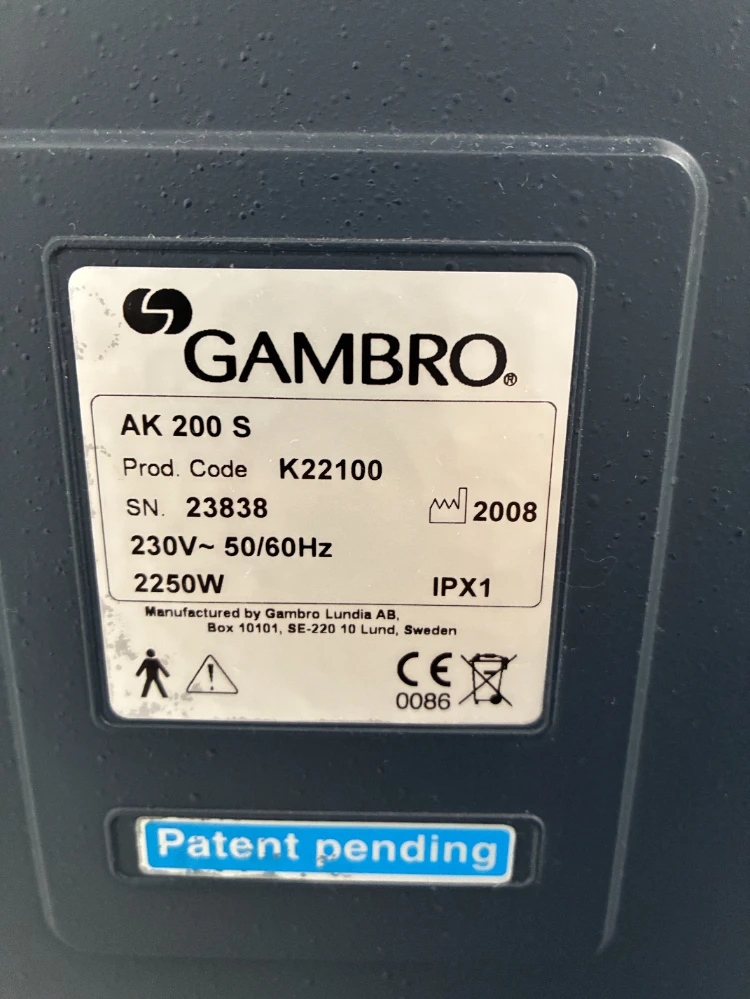 GAMBRO®
AK 200 S
Prod. Code K22100
SN. 23838
2008
230V~ 50/60Hz
2250W IPX1
Manufactured by Gambro Lundia AB,
Box 10101, SE-220 10 Lund, Sweden
CE
0086
Patent pending